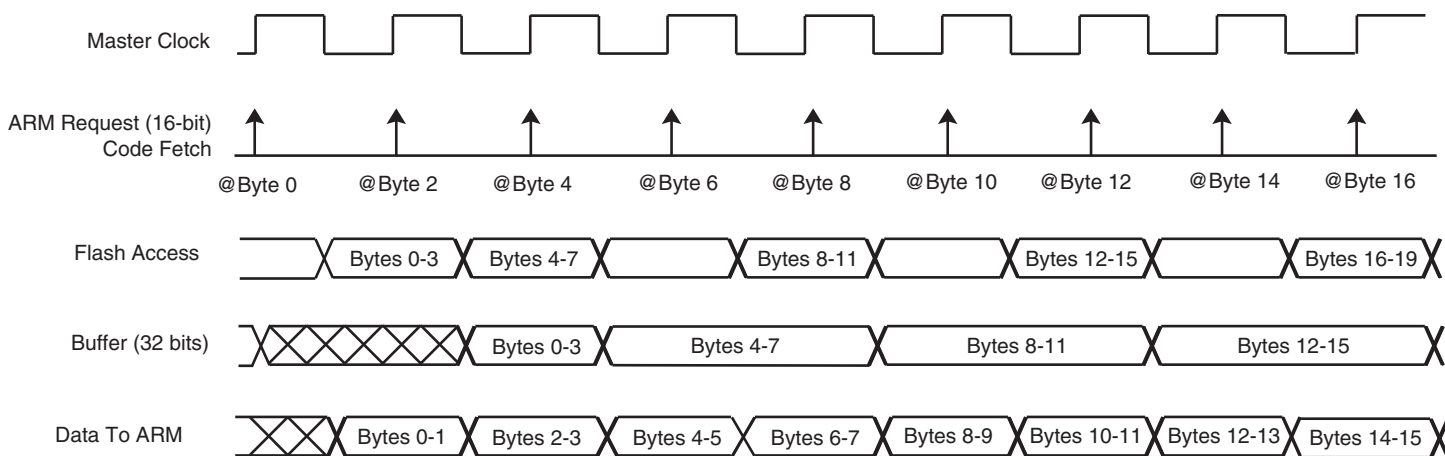 Master Clock
ARM Request (16-bit)
Code Fetch
@Byte 0 @Byte 2 @Byte 4 @Byte 6 @Byte 8 @Byte 10 @Byte 12 @Byte 14 @Byte 16
Flash Access Bytes 0-3 Bytes 4-7 Bytes 8-11 Bytes 12-15 Bytes 16-19
Buffer (32 bits) Bytes 0-3 Bytes 4-7 Bytes 8-11 Bytes 12-15
Data To ARM Bytes 0-1 Bytes 2-3 Bytes 4-5 Bytes 6-7 Bytes 8-9 Bytes 10-11 Bytes 12-13 Bytes 14-15